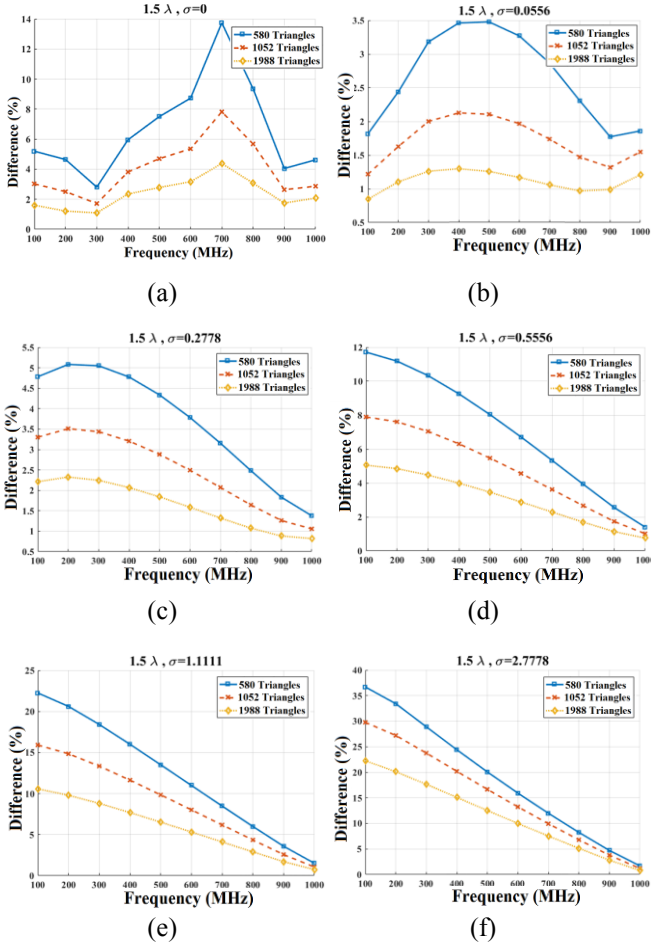 1.5 λ , σ=0
14
12
10
8
6
4
2
0
Difference (%)
580 Triangles
1052 Triangles
1988 Triangles
100 200 300 400 500 600 700 800 900 1000
Frequency (MHz)
(a)
1.5 λ , σ=0.0556
3.5
3
2.5
2
1.5
1
0.5
Difference (%)
580 Triangles
1052 Triangles
1988 Triangles
100 200 300 400 500 600 700 800 900 1000
Frequency (MHz)
(b)
1.5 λ , σ=0.2778
5.5
5
4.5
4
3.5
3
2.5
2
1.5
1
0.5
Difference (%)
580 Triangles
1052 Triangles
1988 Triangles
100 200 300 400 500 600 700 800 900 1000
Frequency (MHz)
(c)
1.5 λ , σ=0.5556
12
10
8
6
4
2
0
Difference (%)
580 Triangles
1052 Triangles
1988 Triangles
100 200 300 400 500 600 700 800 900 1000
Frequency (MHz)
(d)
1.5 λ , σ=1.1111
25
20
15
10
5
0
Difference (%)
580 Triangles
1052 Triangles
1988 Triangles
100 200 300 400 500 600 700 800 900 1000
Frequency (MHz)
(e)
1.5 λ , σ=2.7778
40
35
30
25
20
15
10
5
0
Difference (%)
580 Triangles
1052 Triangles
1988 Triangles
100 200 300 400 500 600 700 800 900 1000
Frequency (MHz)
(f)